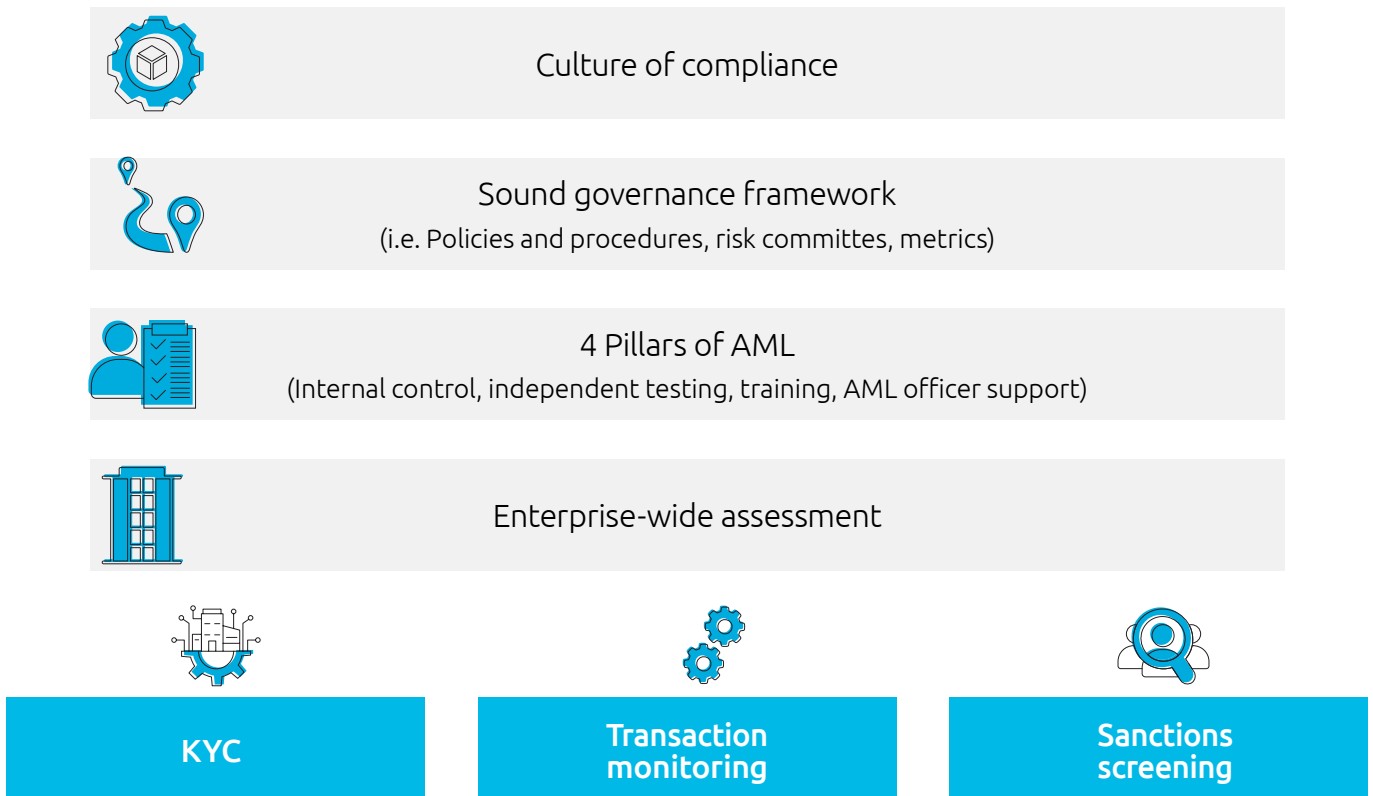 Culture of compliance
Sound governance framework
(i.e. Policies and procedures, risk committes, metrics)
4 Pillars of AML
(Internal control, independent testing, training, AML officer support)
Enterprise-wide assessment
KYC
Transaction
monitoring
Sanctions
screening